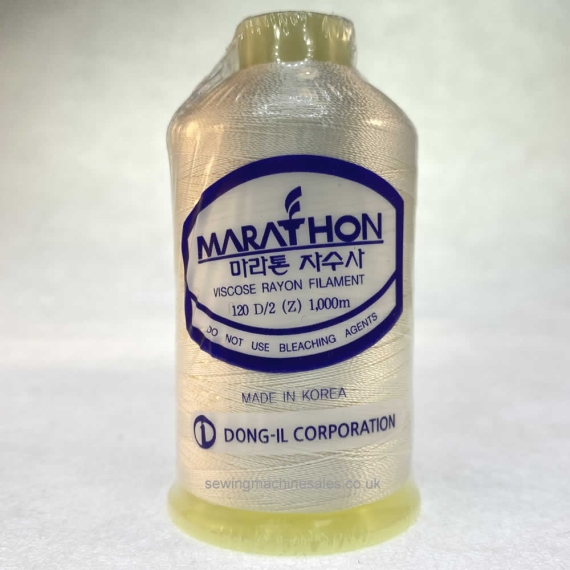 MARATHON
마라톤 자수사
VISCOSE RAYON FILAMENT
120 D/2 (Z) 1,000m
DO NOT USE BLEACHING AGENTS
MADE IN KOREA
DONG-IL CORPORATION
sewingmachinesales.co.uk